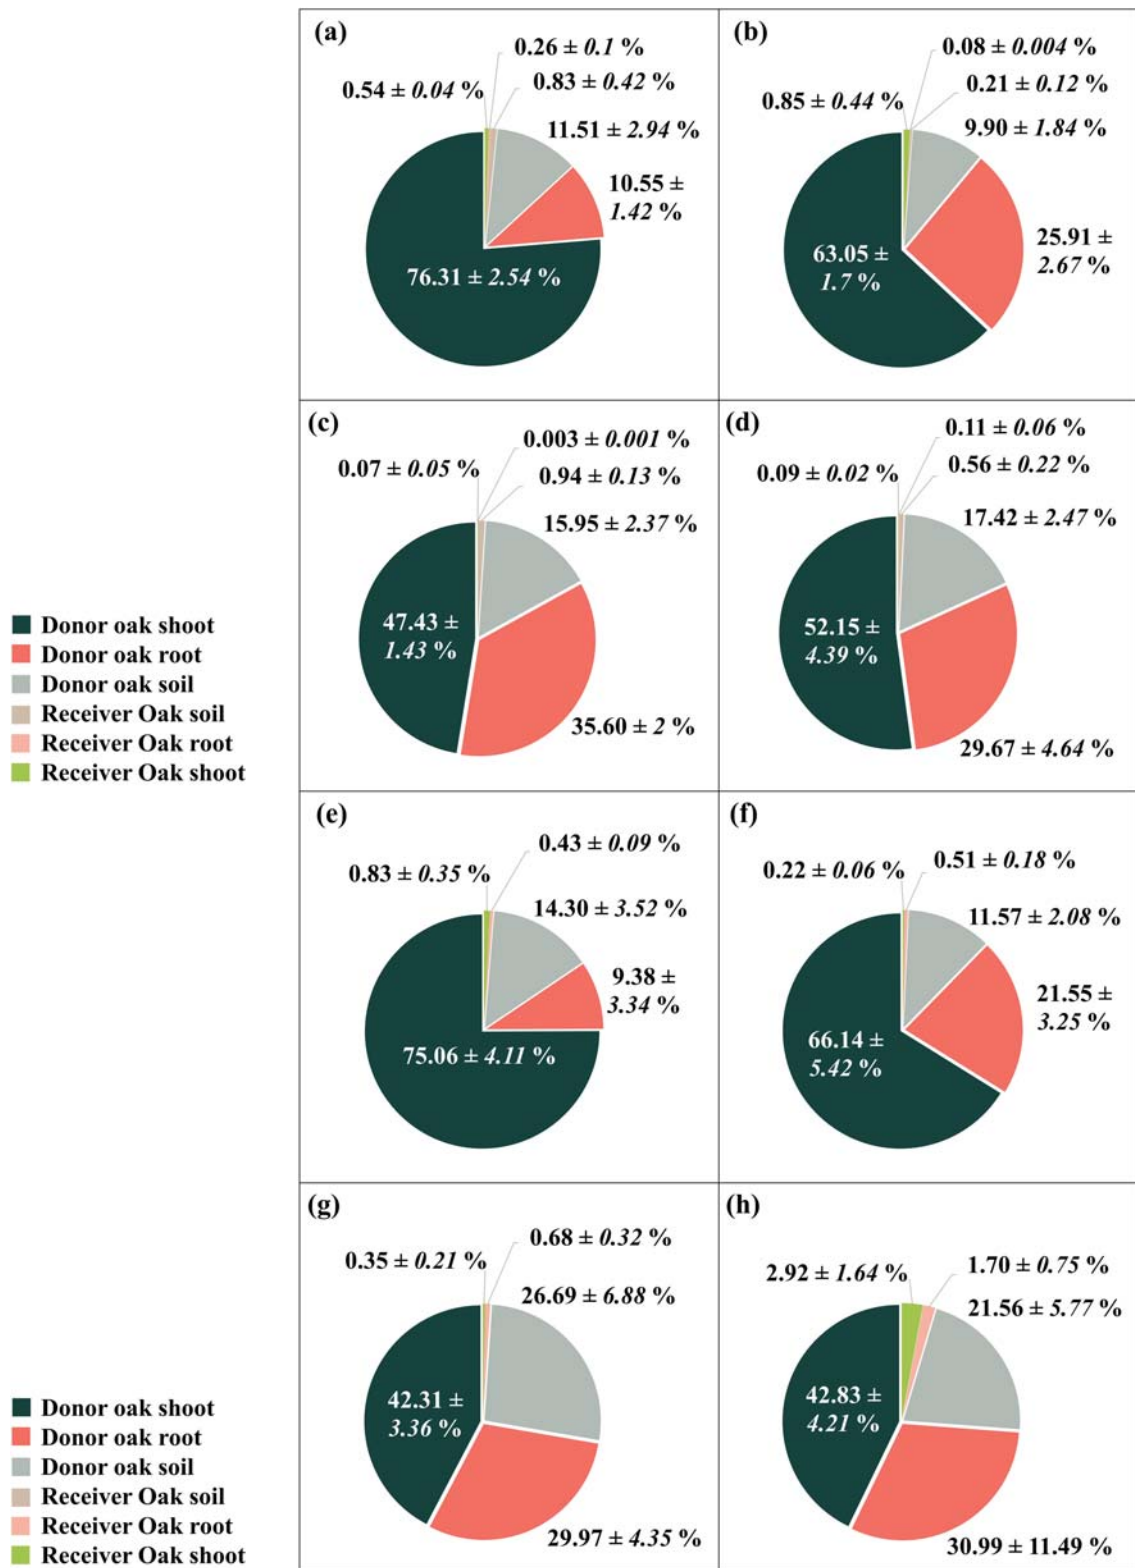 (a)
0.26 ± 0.1 %
0.54 ± 0.04 %
0.83 ± 0.42 %
11.51 ± 2.94 %
10.55 ±
1.42 %
76.31 ± 2.54 %
(b)
0.08 ± 0.004 %
0.85 ± 0.44 %
0.21 ± 0.12 %
9.90 ± 1.84 %
25.91 ±
2.67 %
63.05 ±
1.7 %
(c)
0.003 ± 0.001 %
0.07 ± 0.05 %
0.94 ± 0.13 %
15.95 ± 2.37 %
47.43 ±
1.43 %
35.60 ± 2 %
(d)
0.11 ± 0.06 %
0.09 ± 0.02 %
0.56 ± 0.22 %
17.42 ± 2.47 %
52.15 ±
4.39 %
29.67 ± 4.64 %
Donor oak shoot
Donor oak root
Donor oak soil
Receiver Oak soil
Receiver Oak root
Receiver Oak shoot
(e)
0.43 ± 0.09 %
0.83 ± 0.35 %
14.30 ± 3.52 %
9.38 ±
3.34 %
75.06 ± 4.11 %
(f)
0.51 ± 0.18 %
0.22 ± 0.06 %
11.57 ± 2.08 %
21.55 ±
3.25 %
66.14 ±
5.42 %
(g)
0.68 ± 0.32 %
0.35 ± 0.21 %
26.69 ± 6.88 %
42.31 ±
3.36 %
29.97 ± 4.35 %
(h)
1.70 ± 0.75 %
2.92 ± 1.64 %
21.56 ± 5.77 %
42.83 ±
4.21 %
30.99 ± 11.49 %
Donor oak shoot
Donor oak root
Donor oak soil
Receiver Oak soil
Receiver Oak root
Receiver Oak shoot